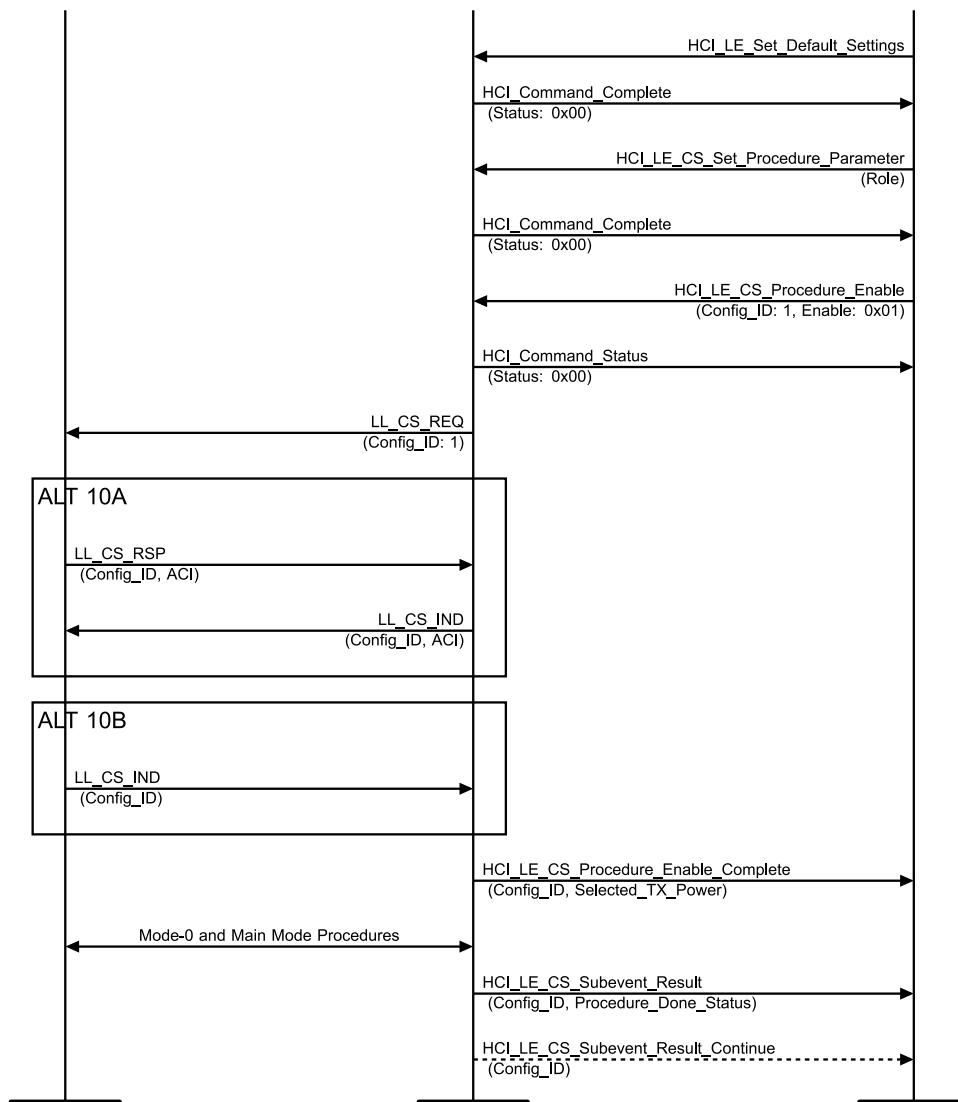 HCI_LE_Set_Default_Settings
HCI_Command_Complete
(Status: 0x00)
HCI_LE_CS_Set_Procedure_Parameter
(Role)
HCI_Command_Complete
(Status: 0x00)
HCI_LE_CS_Procedure_Enable
(Config_ID: 1, Enable: 0x01)
HCI_Command_Status
(Status: 0x00)
LL_CS_REQ
(Config_ID: 1)
ALT 10A
LL_CS_RSP
(Config_ID, ACI)
LL_CS_IND
(Config_ID, ACI)
ALT 10B
LL_CS_IND
(Config_ID)
HCI_LE_CS_Procedure_Enable_Complete
(Config_ID, Selected_TX_Power)
Mode-0 and Main Mode Procedures
HCI_LE_CS_Subevent_Result
(Config_ID, Procedure_Done_Status)
HCI_LE_CS_Subevent_Result_Continue
(Config_ID)